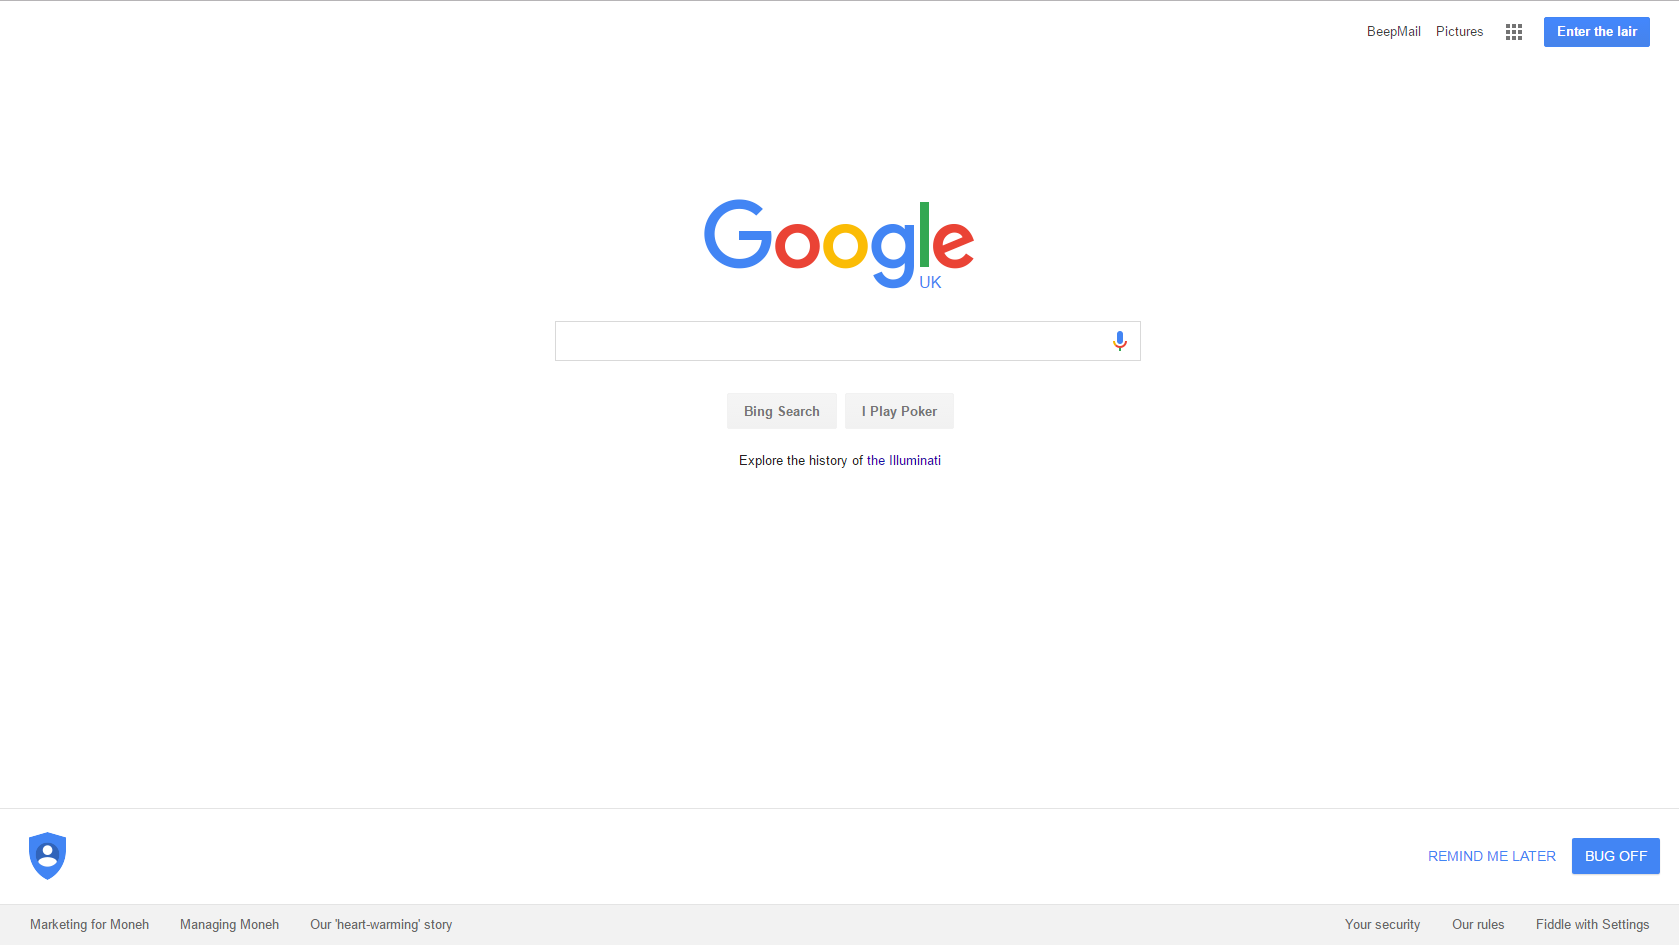 BeepMail Pictures Enter the lair
Google
UK
Bing Search I Play Poker
Explore the history of the Illuminati
REMIND ME LATER BUG OFF
Marketing for Moneh Managing Moneh Our 'heart-warming' story Your security Our rules Fiddle with Settings